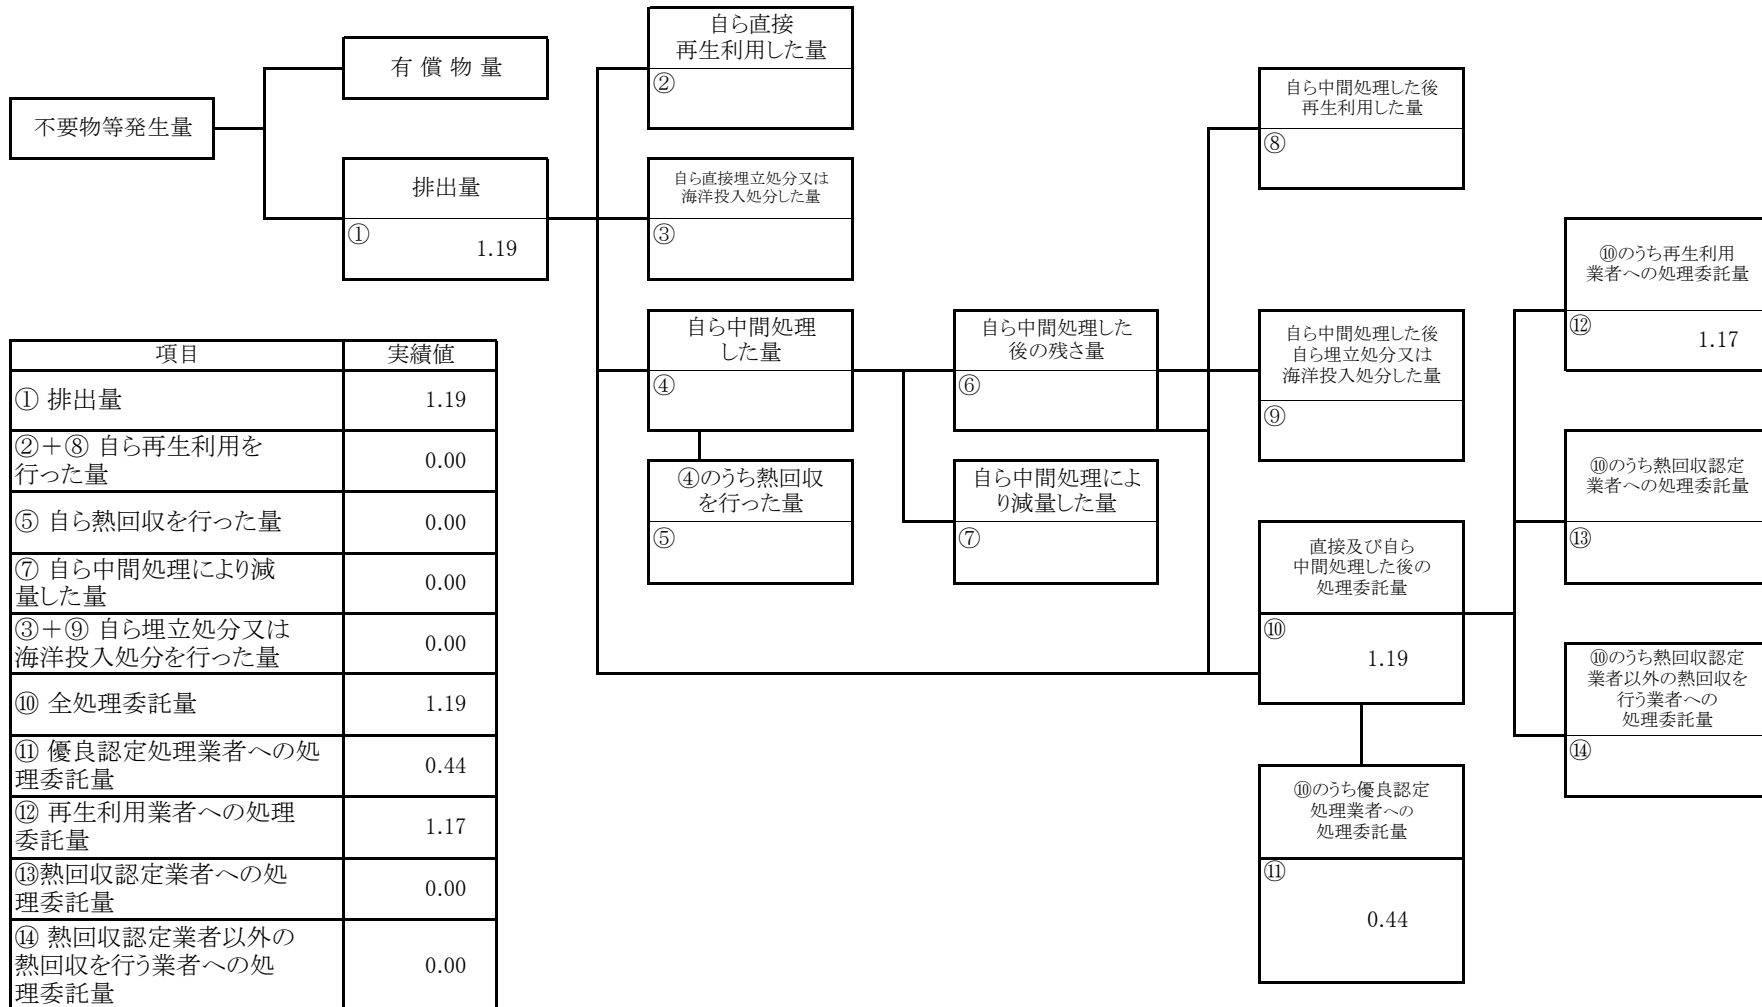 不要物等発生量
有 償 物 量
排出量
①
1.19
自ら直接
再生利用した量
②
自ら直接埋立処分又は
海洋投入処分した量
③
自ら中間処理
した量
④
④のうち熱回収
を行った量
⑤
自ら中間処理した
後の残さ量
⑥
自ら中間処理によ
り減量した量
⑦
自ら中間処理した後
再生利用した量
⑧
自ら中間処理した後
自ら埋立処分又は
海洋投入処分した量
⑨
直接及び自ら
中間処理した後の
処理委託量
⑩
1.19
⑩のうち優良認定
処理業者への
処理委託量
⑪
0.44
⑩のうち再生利用
業者への処理委託量
⑫
1.17
⑩のうち熱回収認定
業者への処理委託量
⑬
⑩のうち熱回収認定
業者以外の熱回収を
行う業者への
処理委託量
⑭
項目 実績値
① 排出量 1.19
②＋⑧ 自ら再生利用を
行った量 0.00
⑤ 自ら熱回収を行った量 0.00
⑦ 自ら中間処理により減
量した量 0.00
③＋⑨ 自ら埋立処分又は
海洋投入処分を行った量 0.00
⑩ 全処理委託量 1.19
⑪ 優良認定処理業者への処
理委託量 0.44
⑫ 再生利用業者への処理
委託量 1.17
⑬熱回収認定業者への処
理委託量 0.00
⑭ 熱回収認定業者以外の
熱回収を行う業者への処
理委託量 0.00